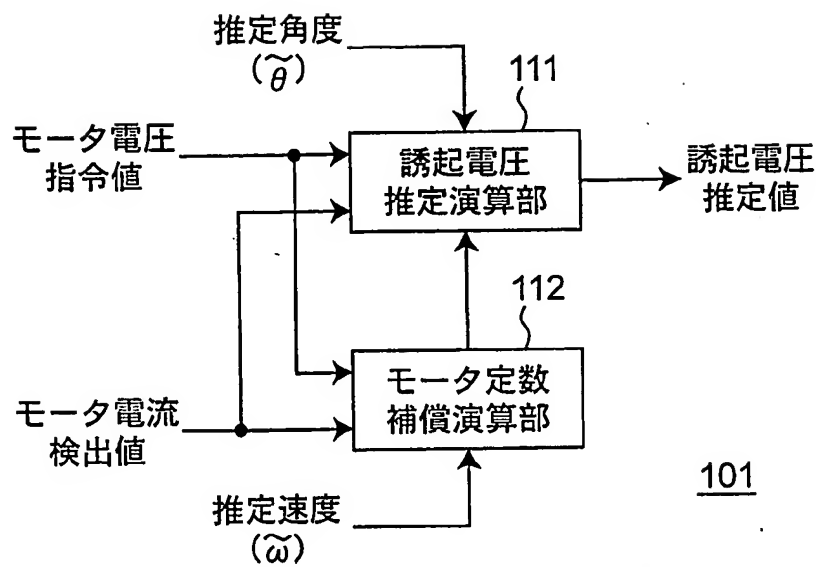 推定角度
(θ̃)
111
モータ電圧
指令値
誘起電圧
推定演算部
誘起電圧
推定値
112
モータ定数
補償演算部
モータ電流
検出値
101
推定速度
(ω̃)